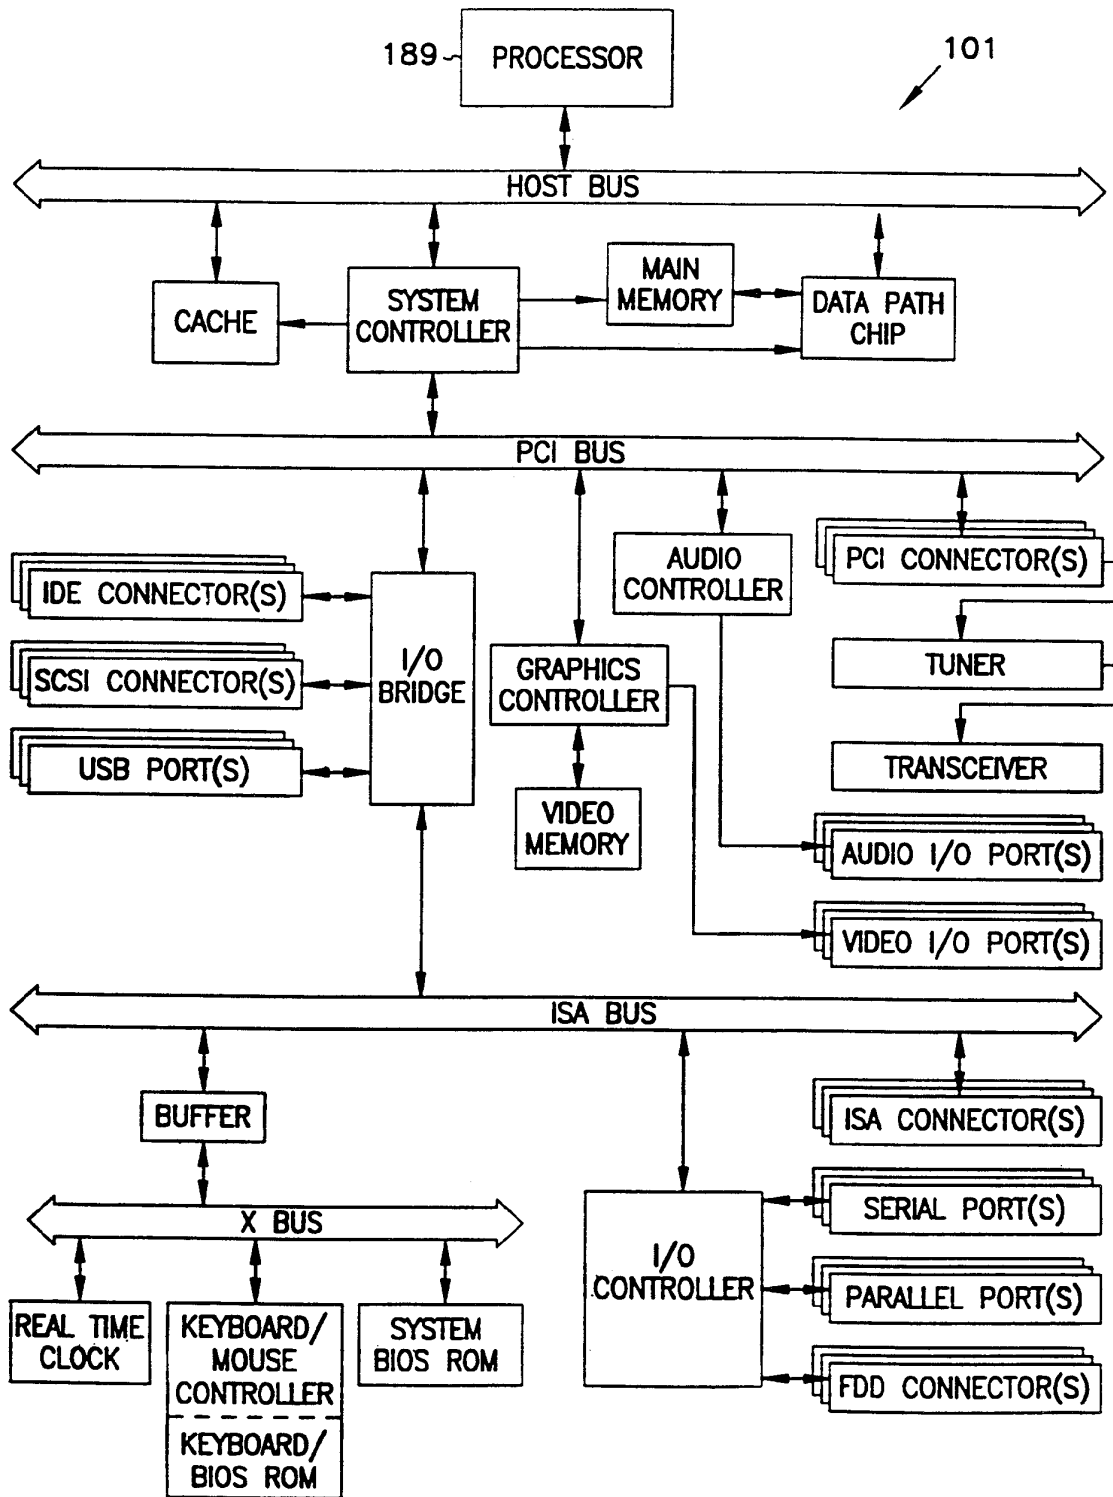 189
PROCESSOR
101
HOST BUS
CACHE
SYSTEM
CONTROLLER
MAIN
MEMORY
DATA PATH
CHIP
PCI BUS
IDE CONNECTOR(S)
SCSI CONNECTOR(S)
USB PORT(S)
I/O
BRIDGE
GRAPHICS
CONTROLLER
VIDEO
MEMORY
AUDIO
CONTROLLER
PCI CONNECTOR(S)
TUNER
TRANSCEIVER
AUDIO I/O PORT(S)
VIDEO I/O PORT(S)
ISA BUS
BUFFER
X BUS
REAL TIME
CLOCK
KEYBOARD/
MOUSE
CONTROLLER
KEYBOARD/
BIOS ROM
SYSTEM
BIOS ROM
I/O
CONTROLLER
ISA CONNECTOR(S)
SERIAL PORT(S)
PARALLEL PORT(S)
FDD CONNECTOR(S)